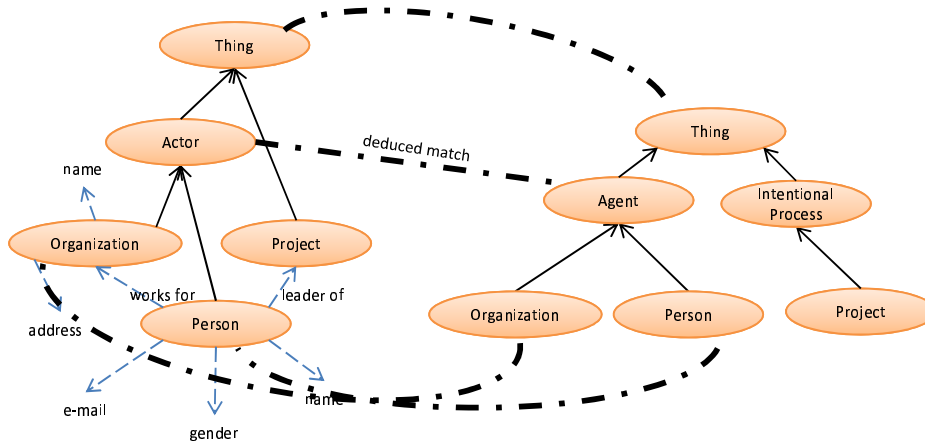 Thing
Actor
deduced match
Thing
name
Agent
Intentional
Process
Organization
Project
works for
leader of
address
Person
Organization
Person
Project
name
e-mail
gender